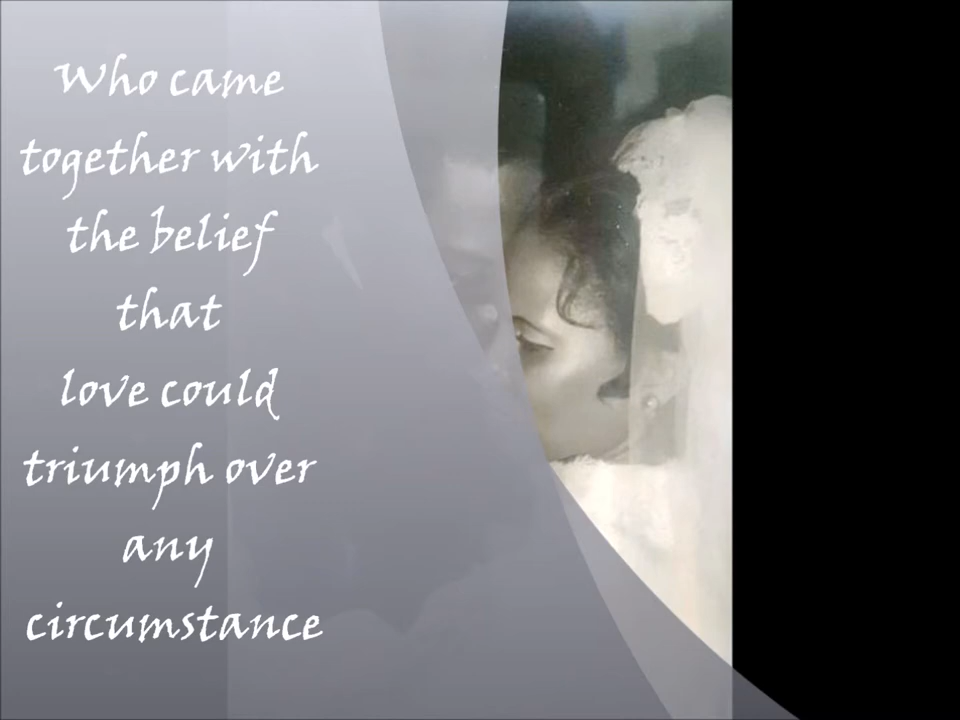 Who came
together with
the belief
that
love could
triumph over
any
circumstance